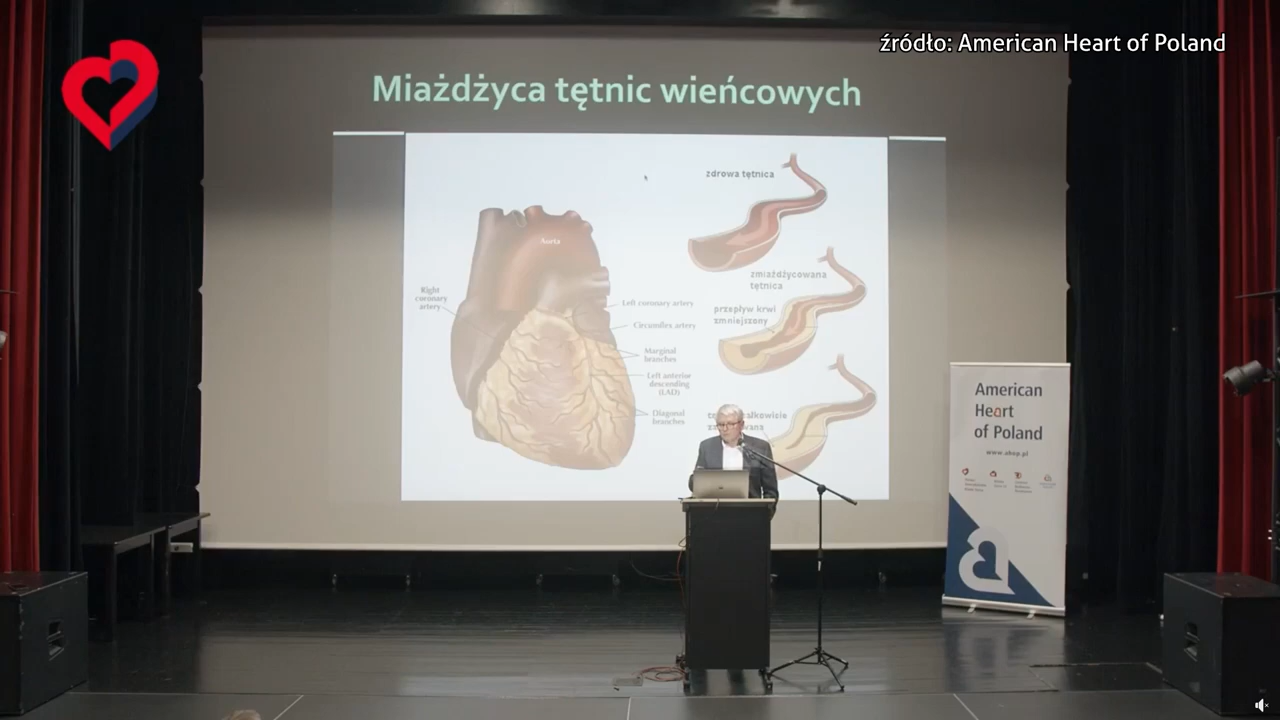 źródło: American Heart of Poland
Miażdżyca tętnic wieńcowych
zdrowa tętnica
Aorta
zmiażdżycowana
tętnica
Right
coronary
artery
Left coronary artery
przepływ krwi
zmniejszony
Circumflex artery
Marginal
branches
Left anterior
descending
(LAD)
Diagonal
branches
American
Heart
of Poland
www.ahop.pl